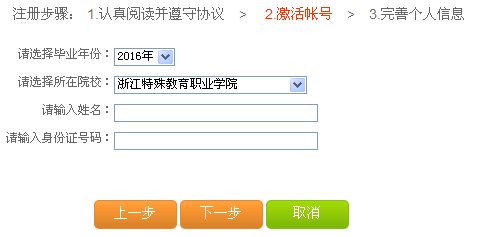 注册步骤： 1.认真阅读并遵守协议 > 2.激活帐号 > 3.完善个人信息
请选择毕业年份： 2016年
请选择所在院校： 浙江特殊教育职业学院
请输入姓名：
请输入身份证号码：
上一步 下一步 取消